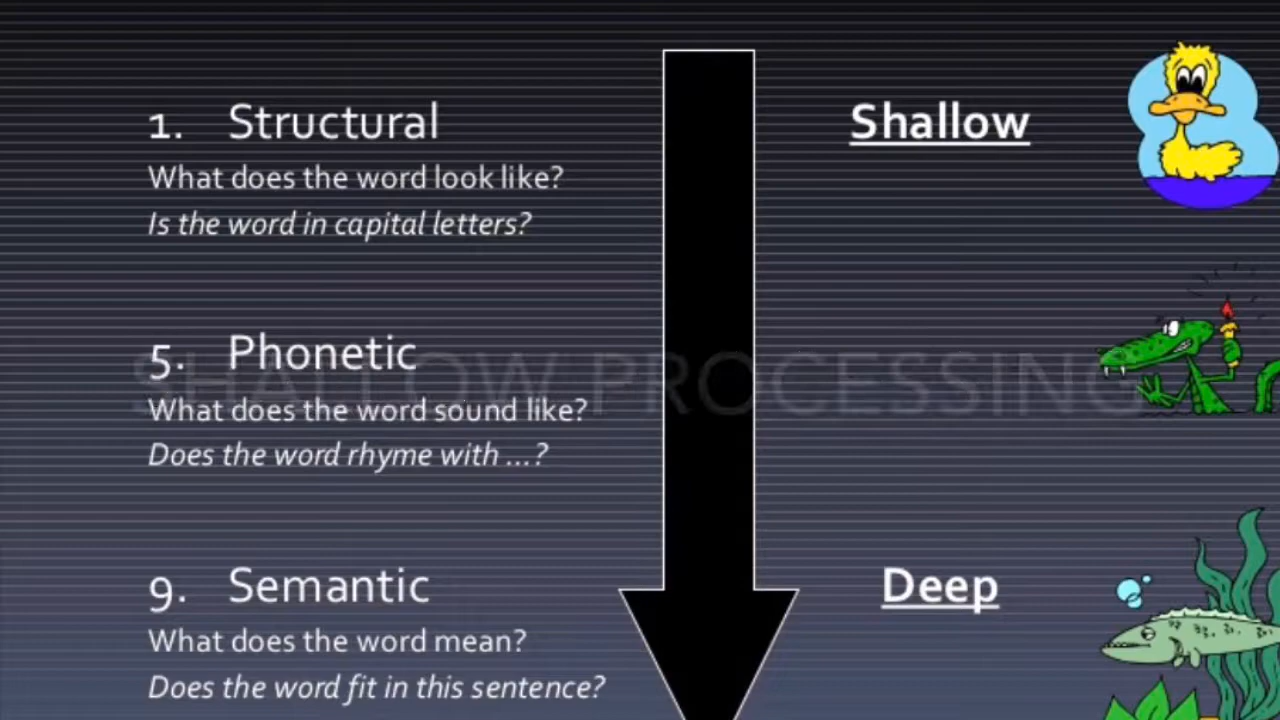 1. Structural
Shallow
What does the word look like?
Is the word in capital letters?
5. Phonetic
SHALLOW PROCESSING
What does the word sound like?
Does the word rhyme with ...?
9. Semantic
Deep
What does the word mean?
Does the word fit in this sentence?